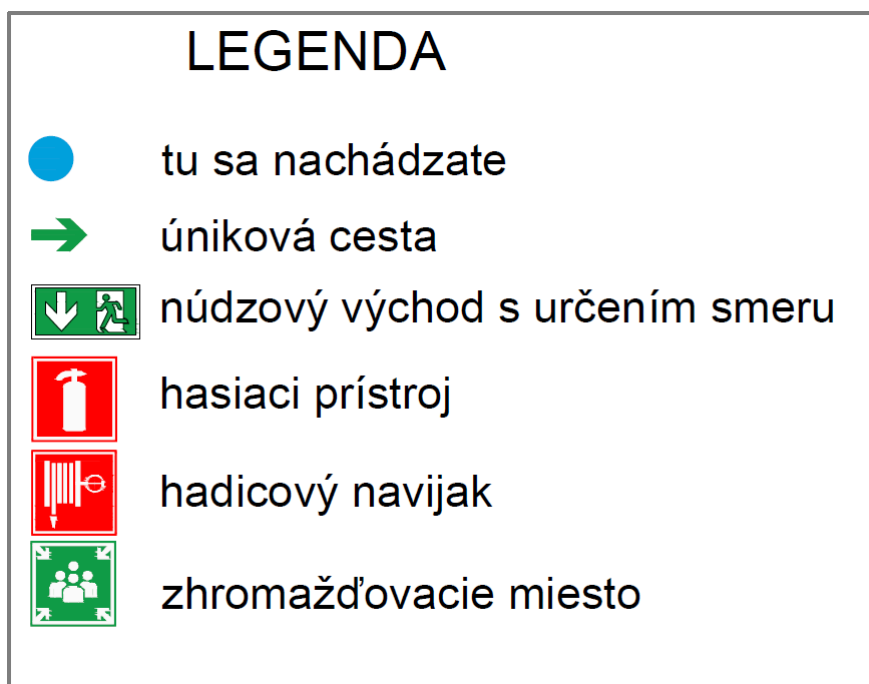 LEGENDA
tu sa nachádzate
úniková cesta
núdzový východ s určením smeru
hasiaci prístroj
hadicový navijak
zhromažďovacie miesto